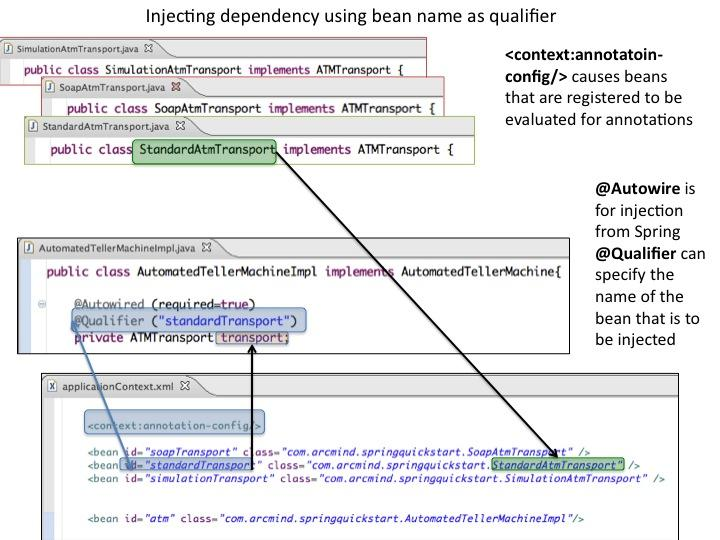 Injecting dependency using bean name as qualifier
SimulationAtmTransport.java
public class SimulationAtmTransport implements ATMTransport {
SoapAtmTransport.java
public class SoapAtmTransport implements ATMTransport {
StandardAtmTransport.java
public class StandardAtmTransport implements ATMTransport {
<context:annotatoin-
config/> causes beans
that are registered to be
evaluated for annotations
@Autowire is
for injection
from Spring
@Qualifier can
specify the
name of the
bean that is to
be injected
AutomatedTellerMachineImpl.java
public class AutomatedTellerMachineImpl implements AutomatedTellerMachine{
@Autowired (required=true)
@Qualifier ("standardTransport")
private ATMTransport transport;
applicationContext.xml
<context:annotation-config/>
<bean id="soapTransport" class="com.arcmind.springquickstart.SoapAtmTransport" />
<bean id="standardTransport" class="com.arcmind.springquickstart.StandardAtmTransport" />
<bean id="simulationTransport" class="com.arcmind.springquickstart.SimulationAtmTransport" />
<bean id="atm" class="com.arcmind.springquickstart.AutomatedTellerMachineImpl"/>